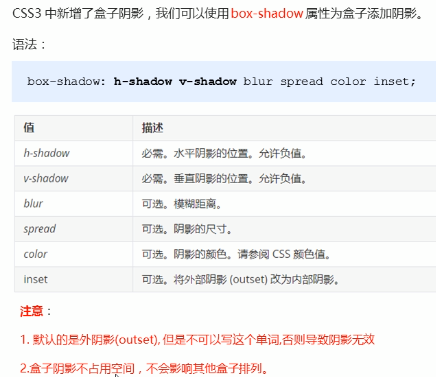 CSS3 中新增了盒子阴影，我们可以使用box-shadow属性为盒子添加阴影。
语法：
box-shadow: h-shadow v-shadow blur spread color inset;
值 描述
h-shadow 必需。水平阴影的位置。允许负值。
v-shadow 必需。垂直阴影的位置。允许负值。
blur 可选。模糊距离。
spread 可选。阴影的尺寸。
color 可选。阴影的颜色。请参阅 CSS 颜色值。
inset 可选。将外部阴影 (outset) 改为内部阴影。
注意：
1. 默认的是外阴影(outset), 但是不可以写这个单词,否则导致阴影无效
2.盒子阴影不占用空间，不会影响其他盒子排列。